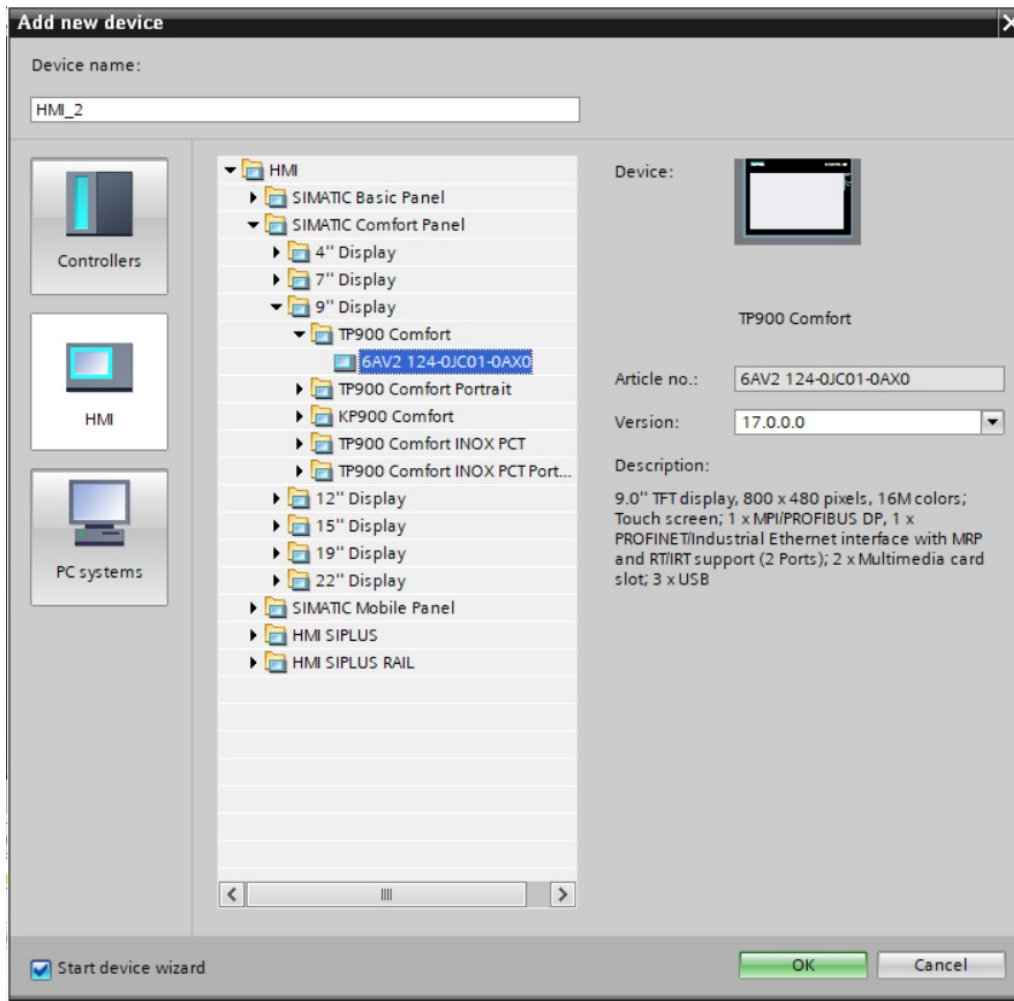 Add new device
Device name:
HMI_2
Controllers
HMI
PC systems
HMI
SIMATIC Basic Panel
SIMATIC Comfort Panel
4'' Display
7'' Display
9'' Display
TP900 Comfort
6AV2 124-0JC01-0AX0
TP900 Comfort Portrait
KP900 Comfort
TP900 Comfort INOX PCT
TP900 Comfort INOX PCT Port...
12'' Display
15'' Display
19'' Display
22'' Display
SIMATIC Mobile Panel
HMI SIPLUS
HMI SIPLUS RAIL
Device:
TP900 Comfort
Article no.: 6AV2 124-0JC01-0AX0
Version: 17.0.0.0
Description:
9.0'' TFT display, 800 x 480 pixels, 16M colors;
Touch screen; 1 x MPI/PROFIBUS DP, 1 x
PROFINET/Industrial Ethernet interface with MRP
and RT/IRT support (2 Ports); 2 x Multimedia card
slot; 3 x USB
Start device wizard
OK
Cancel